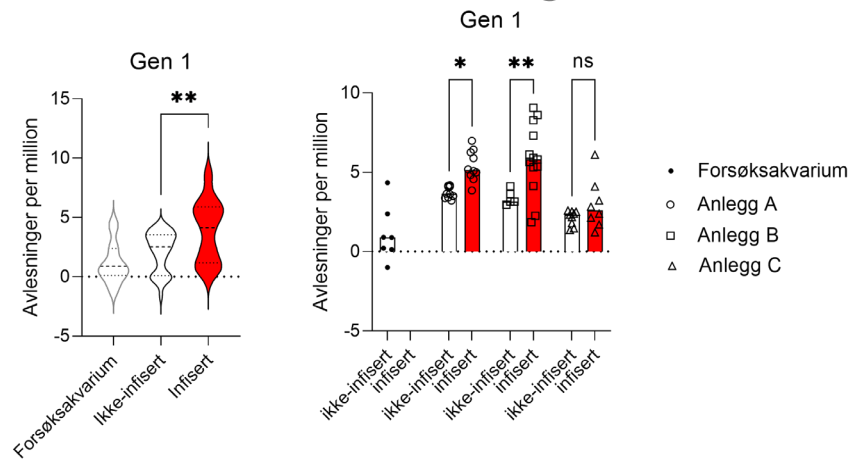 Gen 1
Avlesninger per million
15
10
5
0
-5
**
Forsøksakvarium
Ikke-infisert
Infisert
Gen 1
Avlesninger per million
10
5
0
-5
*
**
ns
ikke-infisert
infisert
ikke-infisert
infisert
ikke-infisert
infisert
ikke-infisert
infisert
Forsøksakvarium
Anlegg A
Anlegg B
Anlegg C